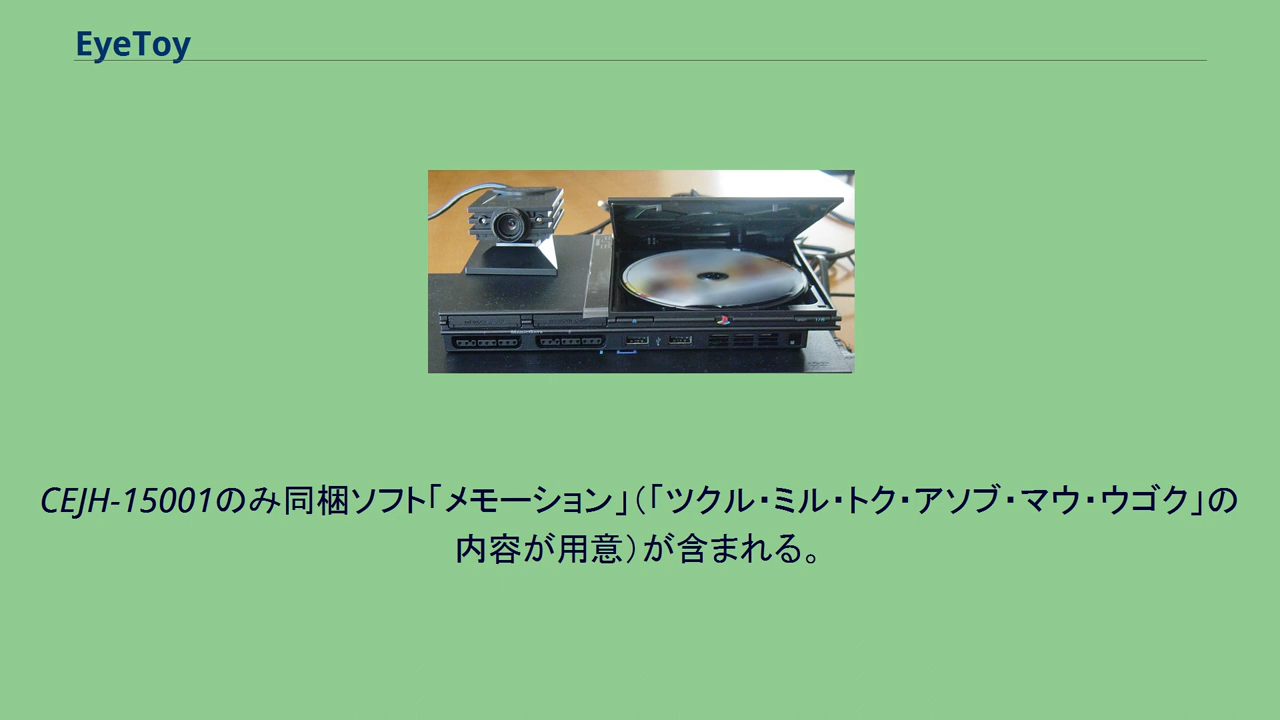 EyeToy
CEJH-15001のみ同梱ソフト「メモーション」（「ツクル・ミル・トク・アソブ・マウ・ウゴク」の
内容が用意）が含まれる。